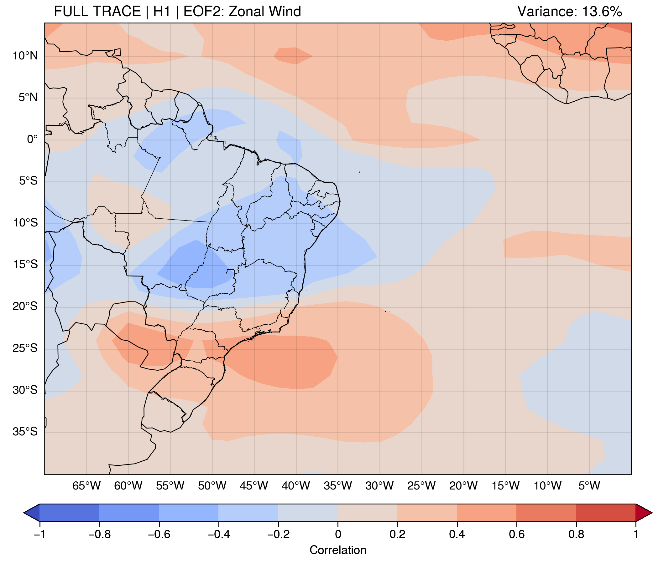 FULL TRACE | H1 | EOF2: Zonal Wind
Variance: 13.6%
10°N
5°N
0°
5°S
10°S
15°S
20°S
25°S
30°S
35°S
65°W 60°W 55°W 50°W 45°W 40°W 35°W 30°W 25°W 20°W 15°W 10°W 5°W
−1 −0.8 −0.6 −0.4 −0.2 0 0.2 0.4 0.6 0.8 1
Correlation